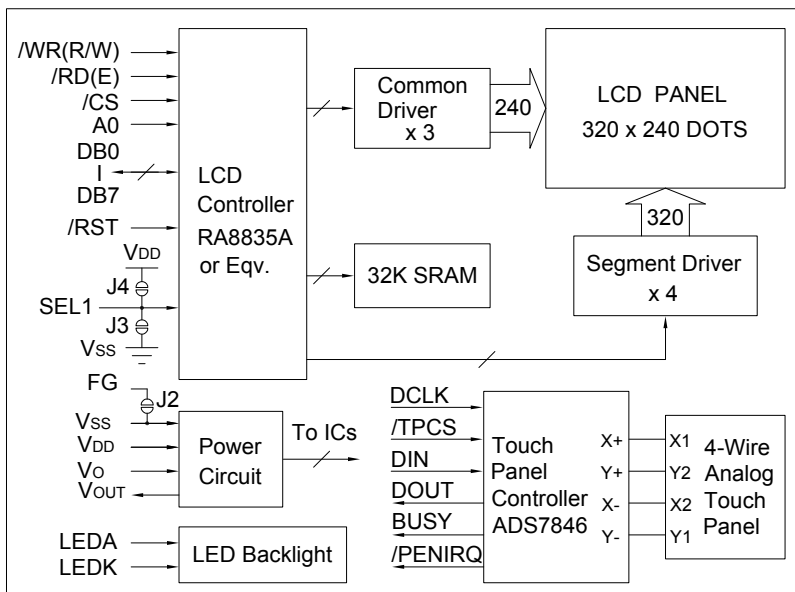 /WR(R/W)
/RD(E)
/CS
A0
DB0
I
DB7
/RST
VDD
J4
SEL1
J3
VSS
LCD
Controller
RA8835A
or Eqv.
Common
Driver
x 3
240
LCD PANEL
320 x 240 DOTS
320
Segment Driver
x 4
32K SRAM
FG
J2
VSS
VDD
VO
VOUT
Power
Circuit
To ICs
LEDA
LEDK
LED Backlight
DCLK
/TPCS
DIN
DOUT
BUSY
/PENIRQ
Touch
Panel
Controller
ADS7846
X+
Y+
X-
Y-
X1
Y2
X2
Y1
4-Wire
Analog
Touch
Panel